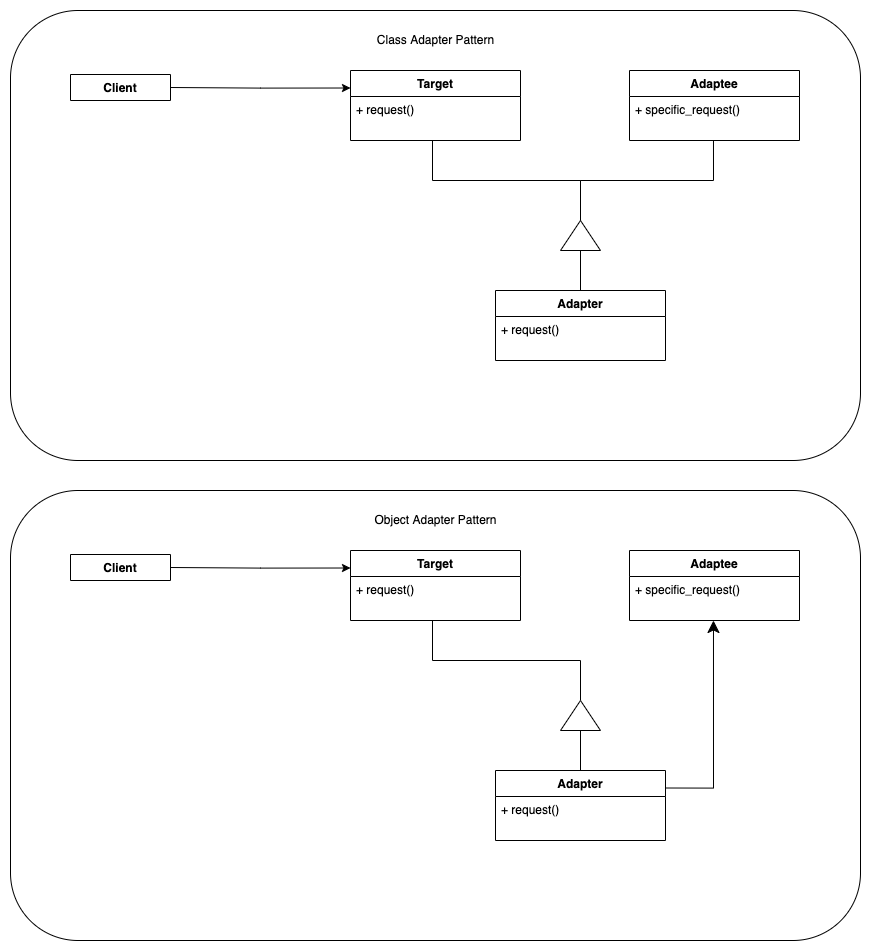 Class Adapter Pattern
Client
Target
Adaptee
+ request()
+ specific_request()
Adapter
+ request()
Object Adapter Pattern
Client
Target
Adaptee
+ request()
+ specific_request()
Adapter
+ request()